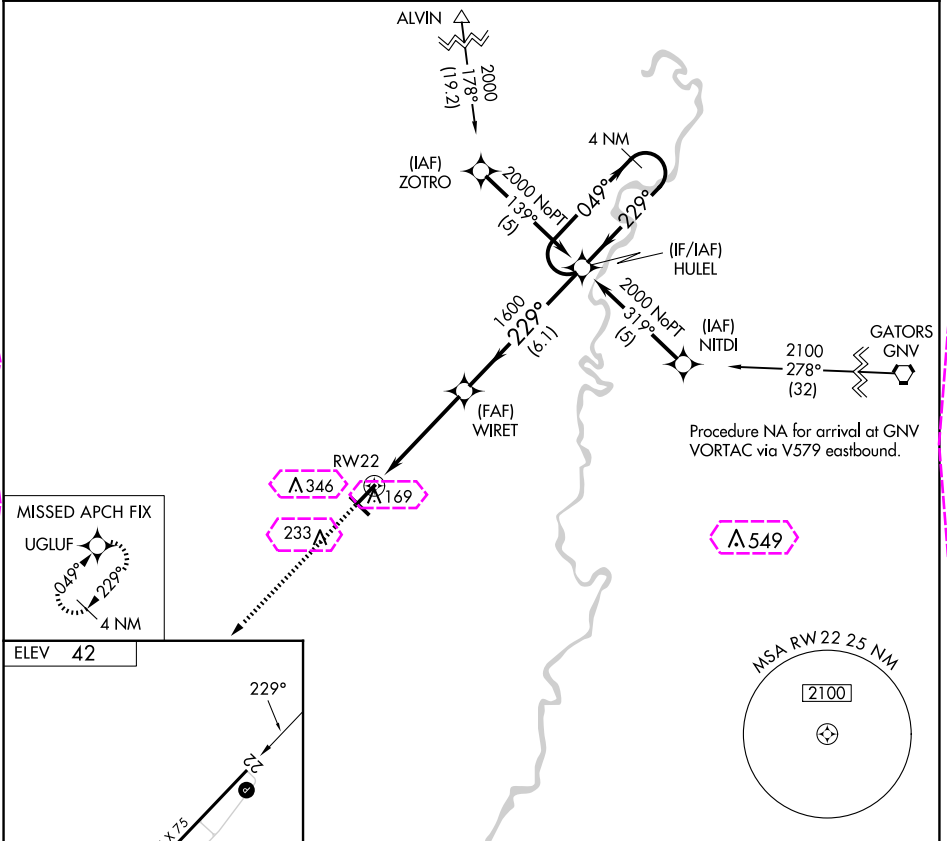 ALVIN
2000
178°
(19.2)
4 NM
(IAF)
ZOTRO
2000 NoPT
139°
(5)
049°
229°
(IF/IAF)
HULEL
2000 NoPT
319°
(5)
(IAF)
NITDI
GATORS
GNV
2100
278°
(32)
1600
229°
(6.1)
(FAF)
WIRET
Procedure NA for arrival at GNV
VORTAC via V579 eastbound.
RW22
346
169
233
549
MISSED APCH FIX
UGLUF
049°
229°
4 NM
ELEV 42
229°
22
P
X 75
MSA RW 22 25 NM
2100